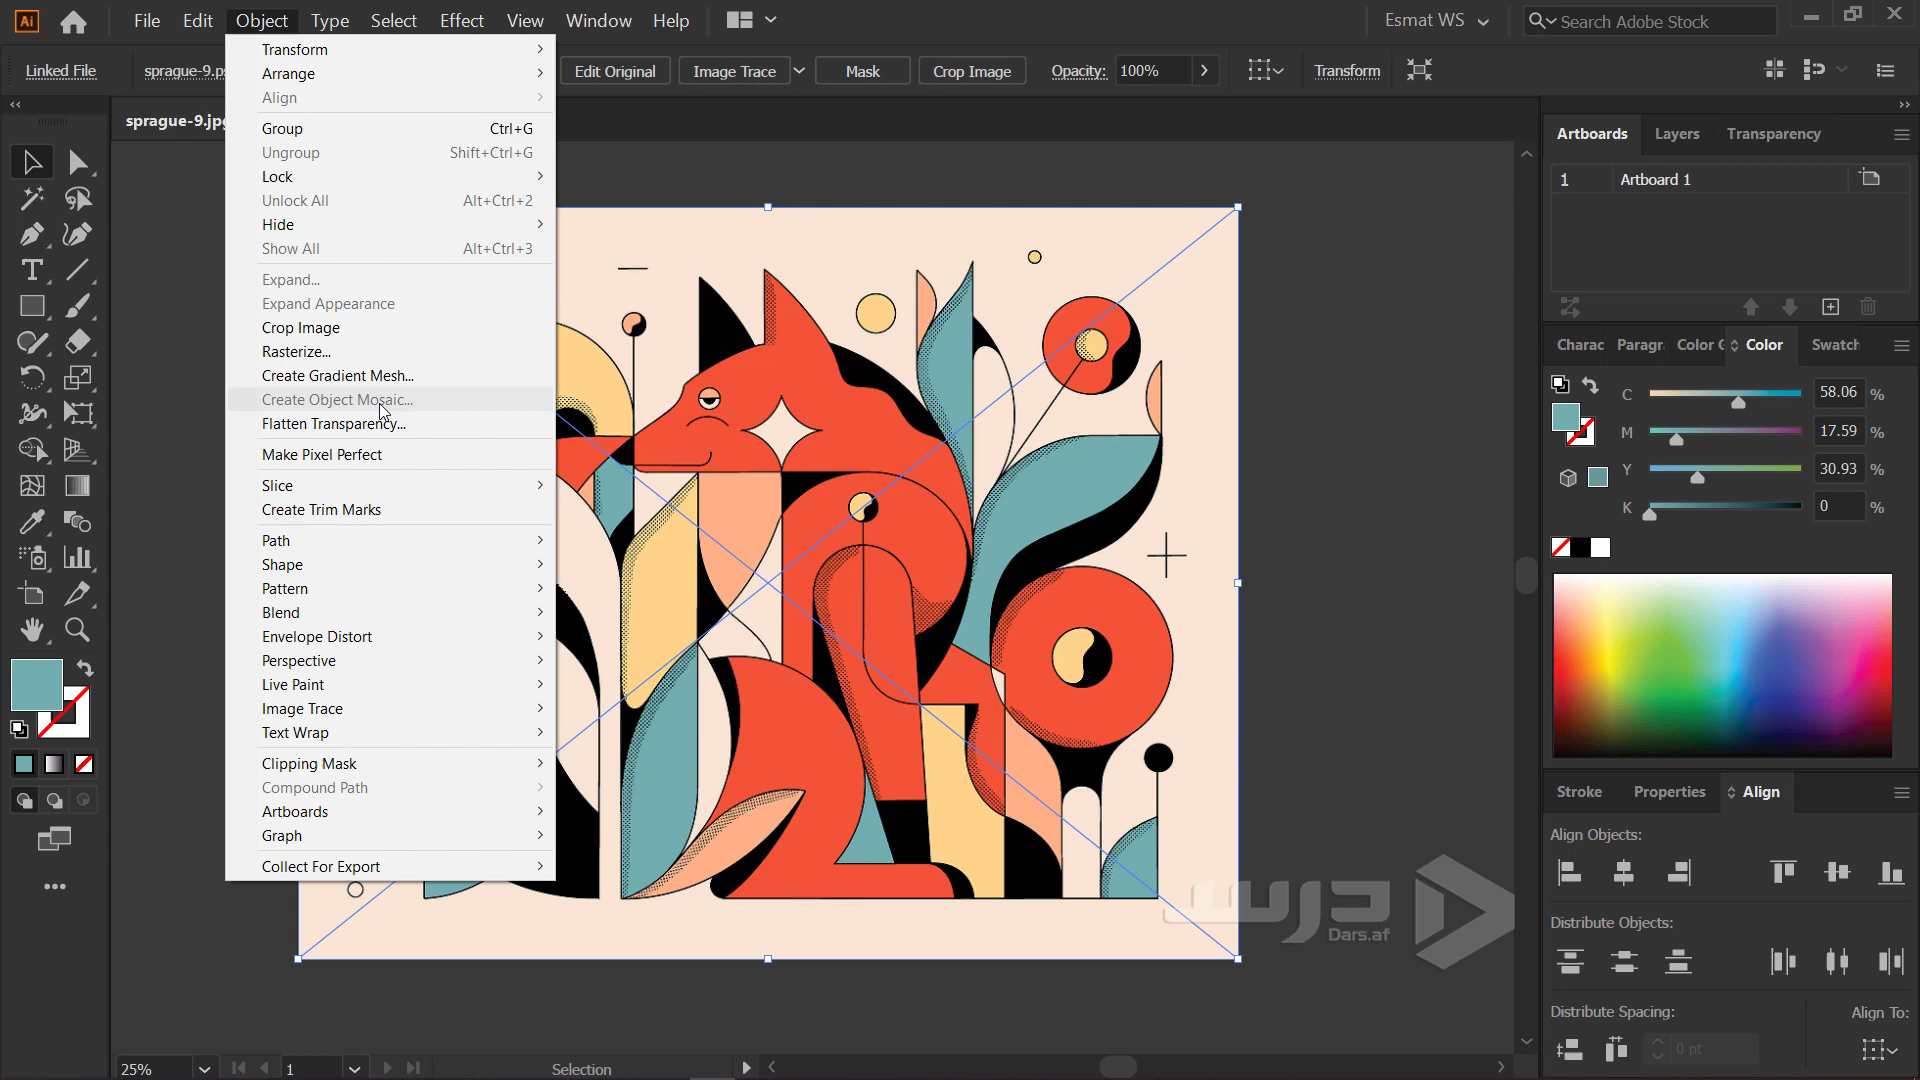 Ai File Edit Object Type Select Effect View Window Help Esmat WS Search Adobe Stock
Linked File sprague-9.ps Edit Original Image Trace Mask Crop Image Opacity: 100% Transform
sprague-9.jpg
Transform
Arrange
Align
Group Ctrl+G
Ungroup Shift+Ctrl+G
Lock
Unlock All Alt+Ctrl+2
Hide
Show All Alt+Ctrl+3
Expand...
Expand Appearance
Crop Image
Rasterize...
Create Gradient Mesh...
Create Object Mosaic...
Flatten Transparency...
Make Pixel Perfect
Slice
Create Trim Marks
Path
Shape
Pattern
Blend
Envelope Distort
Perspective
Live Paint
Image Trace
Text Wrap
Clipping Mask
Compound Path
Artboards
Graph
Collect For Export
Artboards Layers Transparency
1 Artboard 1
Charac Paragr Color Color Swatch
C 58.06 %
M 17.59 %
Y 30.93 %
K 0 %
Stroke Properties Align
Align Objects:
Distribute Objects:
Distribute Spacing: Align To:
0 pt
درس
Dars.af
25% 1 Selection